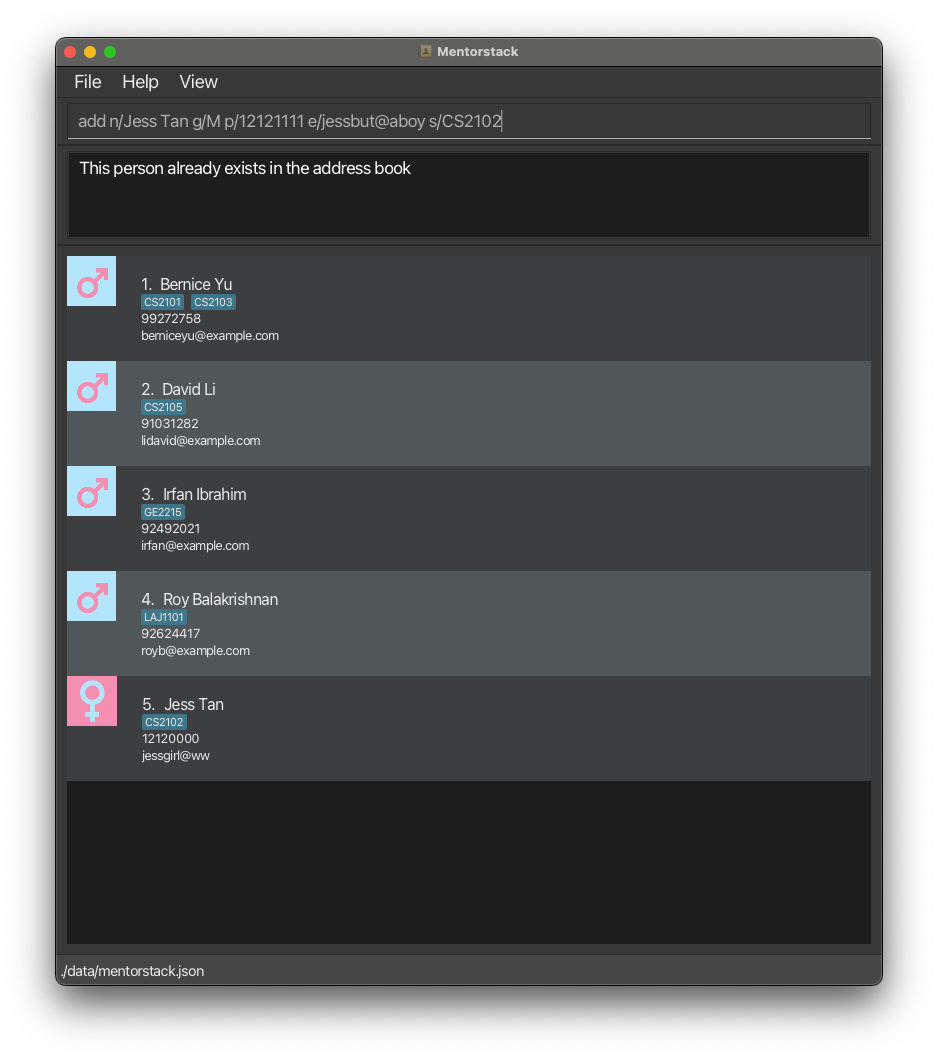 Mentorstack
File Help View
add n/Jess Tan g/M p/12121111 e/jessbut@aboy s/CS2102
This person already exists in the address book
1. Bernice Yu
CS2101 CS2103
99272758
berniceyu@example.com
2. David Li
CS2105
91031282
lidavid@example.com
3. Irfan Ibrahim
GE2215
92492021
irfan@example.com
4. Roy Balakrishnan
LAJ1101
92624417
royb@example.com
5. Jess Tan
CS2102
12120000
jessgirl@ww
./data/mentorstack.json